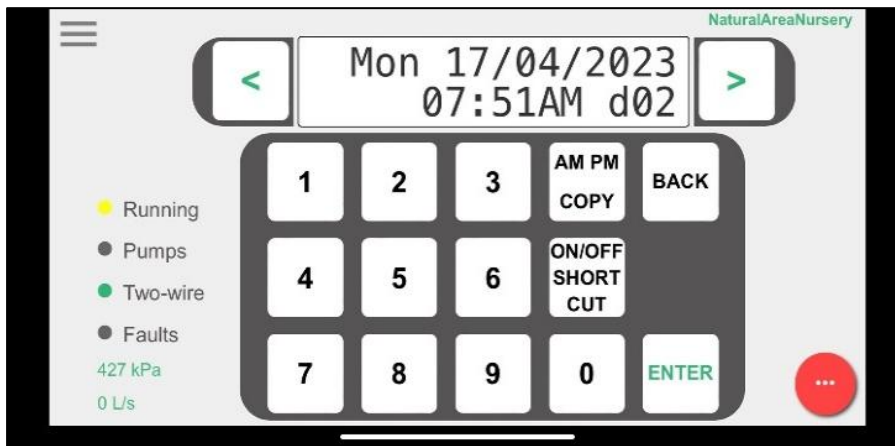 NaturalAreaNursery
<
Mon 17/04/2023
07:51AM d02
>
1
2
3
AM PM
COPY
BACK
Running
Pumps
4
5
6
ON/OFF
SHORT
CUT
Two-wire
Faults
427 kPa
0 L/s
7
8
9
0
ENTER
...